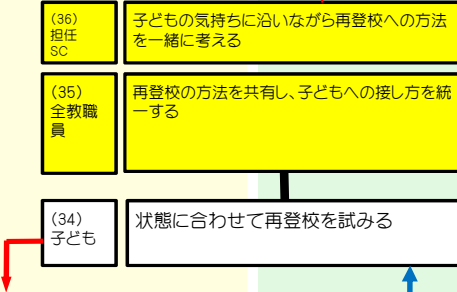 (36)
担任
SC
子どもの気持ちに沿いながら再登校への方法
を一緒に考える
(35)
全教職
員
再登校の方法を共有し、子どもへの接し方を統
一する
(34)
子ども
状態に合わせて再登校を試みる